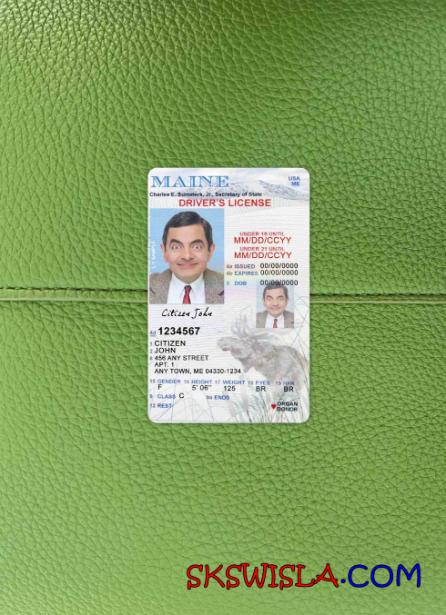 MAINE
USA
ME
Charles E. Summers, Jr., Secretary of State
DRIVER'S LICENSE
UNDER 18 UNTIL
MM/DD/CCYY
UNDER 21 UNTIL
MM/DD/CCYY
4a ISSUED 00/00/0000
4b EXPIRES 00/00/0000
3 DOB 00/00/0000
Citizen John
4d 1234567
1 CITIZEN
2 JOHN
8 456 ANY STREET
APT. 1
ANY TOWN, ME 04330-1234
15 GENDER 16 HEIGHT 17 WEIGHT 18 EYES 19 HAIR
F 5' 06" 125 BR BR
9 CLASS C 9a ENDS
12 REST
ORGAN
DONOR
SKSWISLA.COM